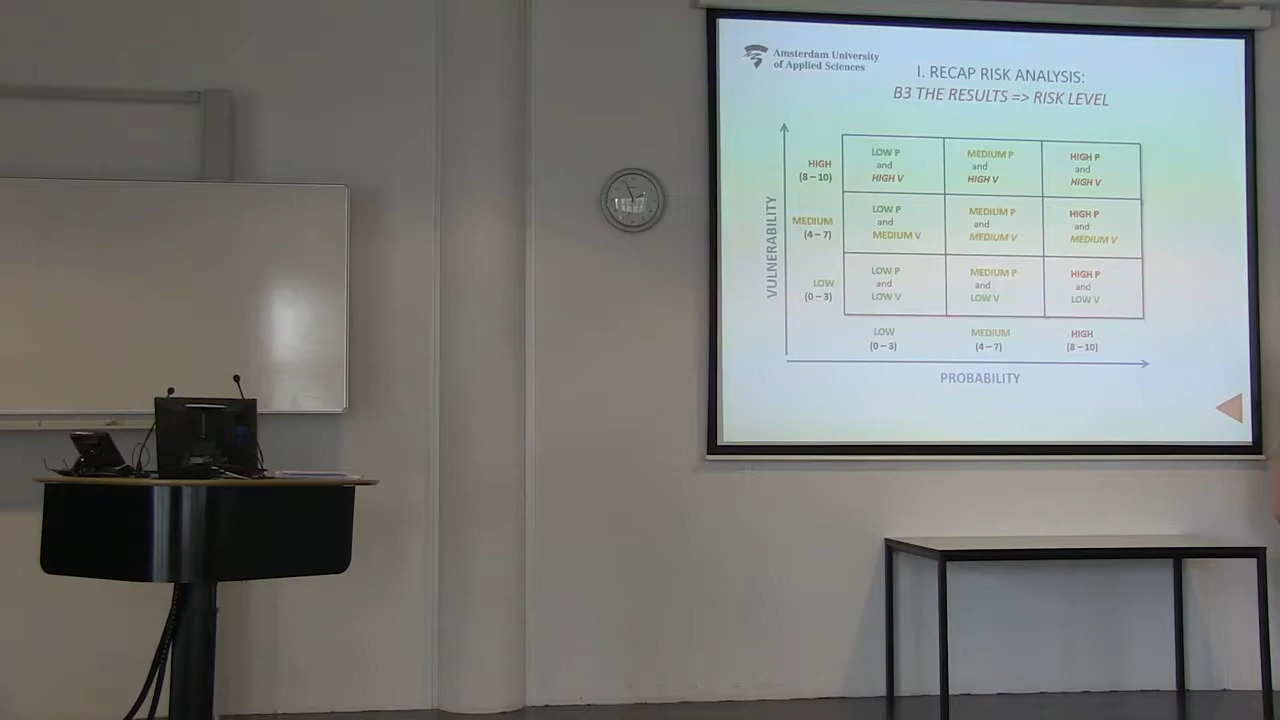 Amsterdam University
of Applied Sciences
I. RECAP RISK ANALYSIS:
B3 THE RESULTS => RISK LEVEL
VULNERABILITY
HIGH
(8 – 10)
LOW P
and
HIGH V
MEDIUM P
and
HIGH V
HIGH P
and
HIGH V
MEDIUM
(4 – 7)
LOW P
and
MEDIUM V
MEDIUM P
and
MEDIUM V
HIGH P
and
MEDIUM V
LOW
(0 – 3)
LOW P
and
LOW V
MEDIUM P
and
LOW V
HIGH P
and
LOW V
LOW
(0 – 3)
MEDIUM
(4 – 7)
HIGH
(8 – 10)
PROBABILITY